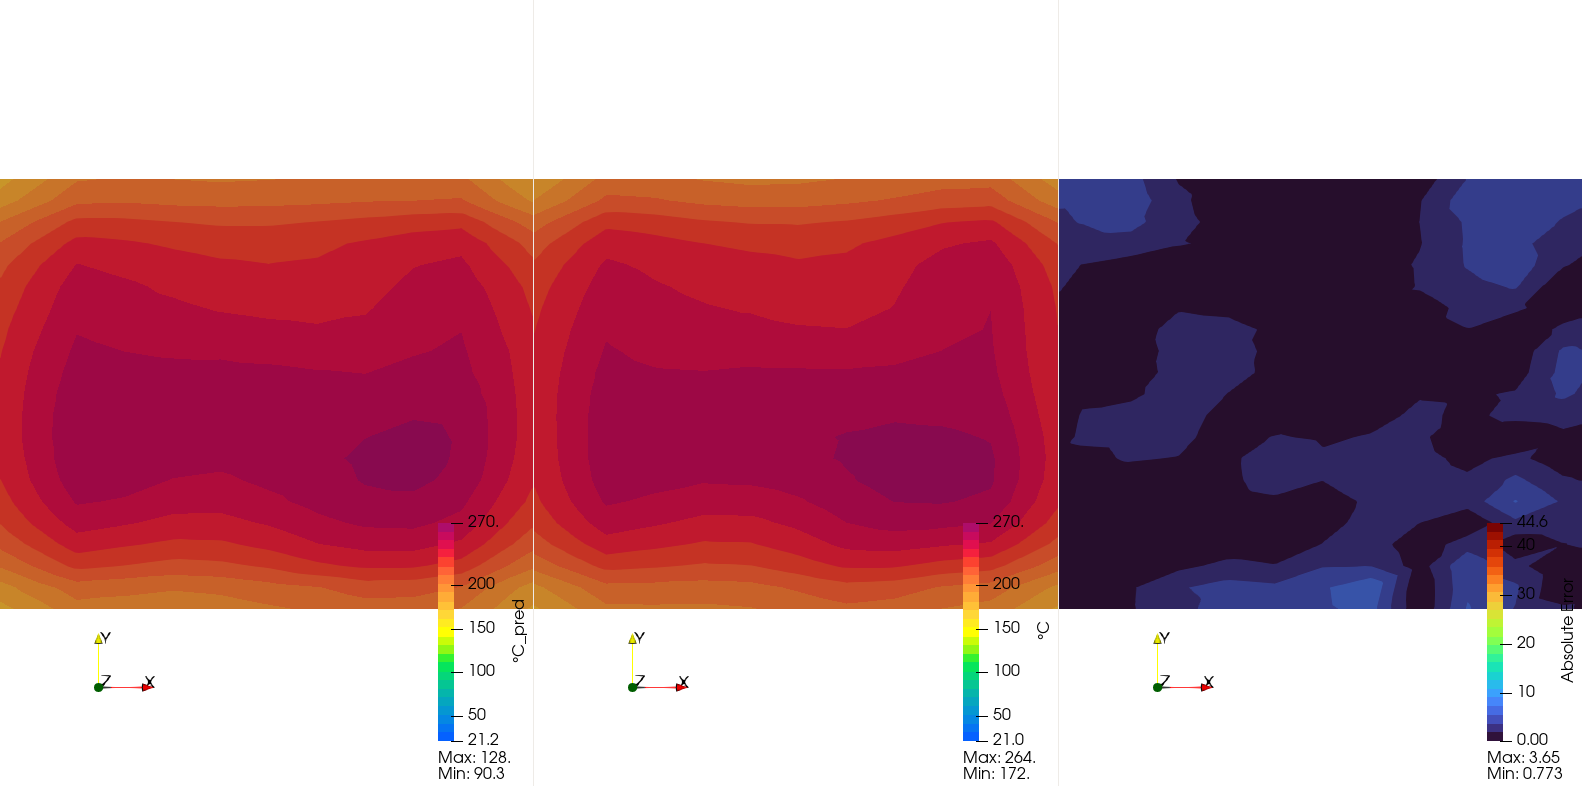 270.
200
150
100
50
21.2
°C_pred
Max: 128.
Min: 90.3
Y
Z
X
270.
200
150
100
50
21.0
°C
Max: 264.
Min: 172.
Y
Z
X
44.6
40
30
20
10
0.00
Absolute Error
Max: 3.65
Min: 0.773
Y
Z
X